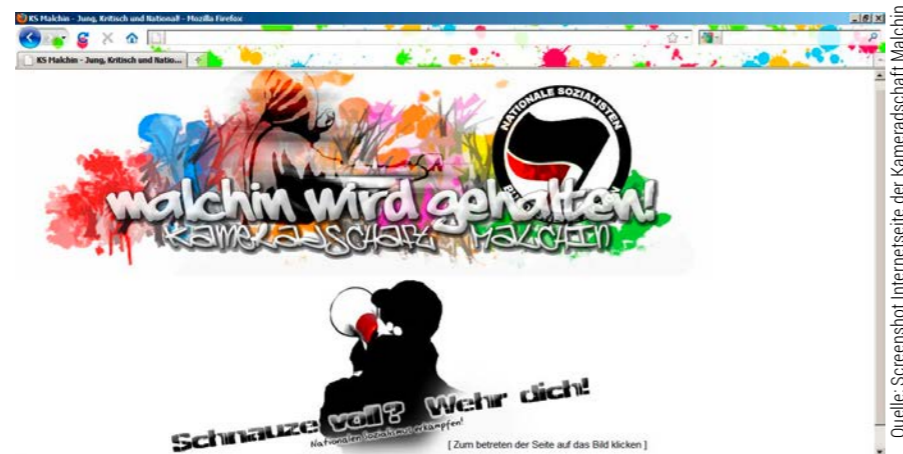 KS Malchin - Jung, Kritisch und National! - Mozilla Firefox
KS Malchin - Jung, Kritisch und Natio...
NATIONALE SOZIALISTEN
malchin wird gehalten!
KAMERADSCHAFT MALCHIN
Schnauze voll? Wehr dich!
Nationalen Sozialismus erkämpfen!
[ Zum betreten der Seite auf das Bild klicken ]
Quelle: Screenshot Internetseite der Kameradschaft Malchin